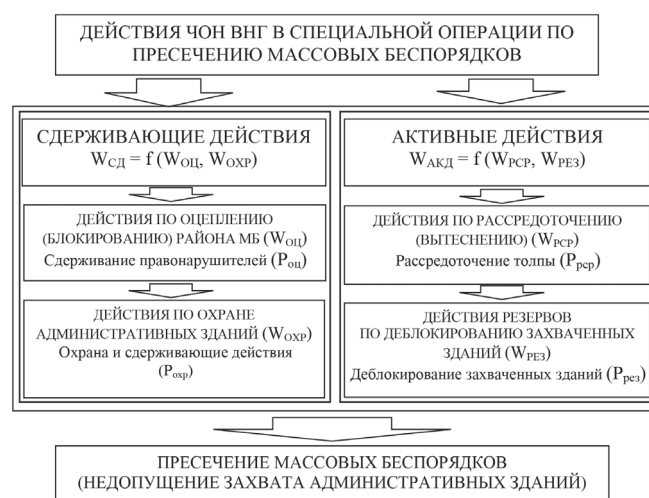 ДЕЙСТВИЯ ЧОН ВНГ В СПЕЦИАЛЬНОЙ ОПЕРАЦИИ ПО
ПРЕСЕЧЕНИЮ МАССОВЫХ БЕСПОРЯДКОВ
СДЕРЖИВАЮЩИЕ ДЕЙСТВИЯ
WСД = f (WОЦ, WОХР)
ДЕЙСТВИЯ ПО ОЦЕПЛЕНИЮ
(БЛОКИРОВАНИЮ) РАЙОНА МБ (WОЦ)
Сдерживание правонарушителей (Pоц)
ДЕЙСТВИЯ ПО ОХРАНЕ
АДМИНИСТРАТИВНЫХ ЗДАНИЙ (WОХР)
Охрана и сдерживающие действия
(Pохр)
АКТИВНЫЕ ДЕЙСТВИЯ
WАКД = f (WРСР, WРЕЗ)
ДЕЙСТВИЯ ПО РАССРЕДОТОЧЕНИЮ
(ВЫТЕСНЕНИЮ) (WРСР)
Рассредоточение толпы (Pрср)
ДЕЙСТВИЯ РЕЗЕРВОВ
ПО ДЕБЛОКИРОВАНИЮ ЗАХВАЧЕННЫХ
ЗДАНИЙ (WРЕЗ)
Деблокирование захваченных зданий (Pрез)
ПРЕСЕЧЕНИЕ МАССОВЫХ БЕСПОРЯДКОВ
(НЕДОПУЩЕНИЕ ЗАХВАТА АДМИНИСТРАТИВНЫХ ЗДАНИЙ)